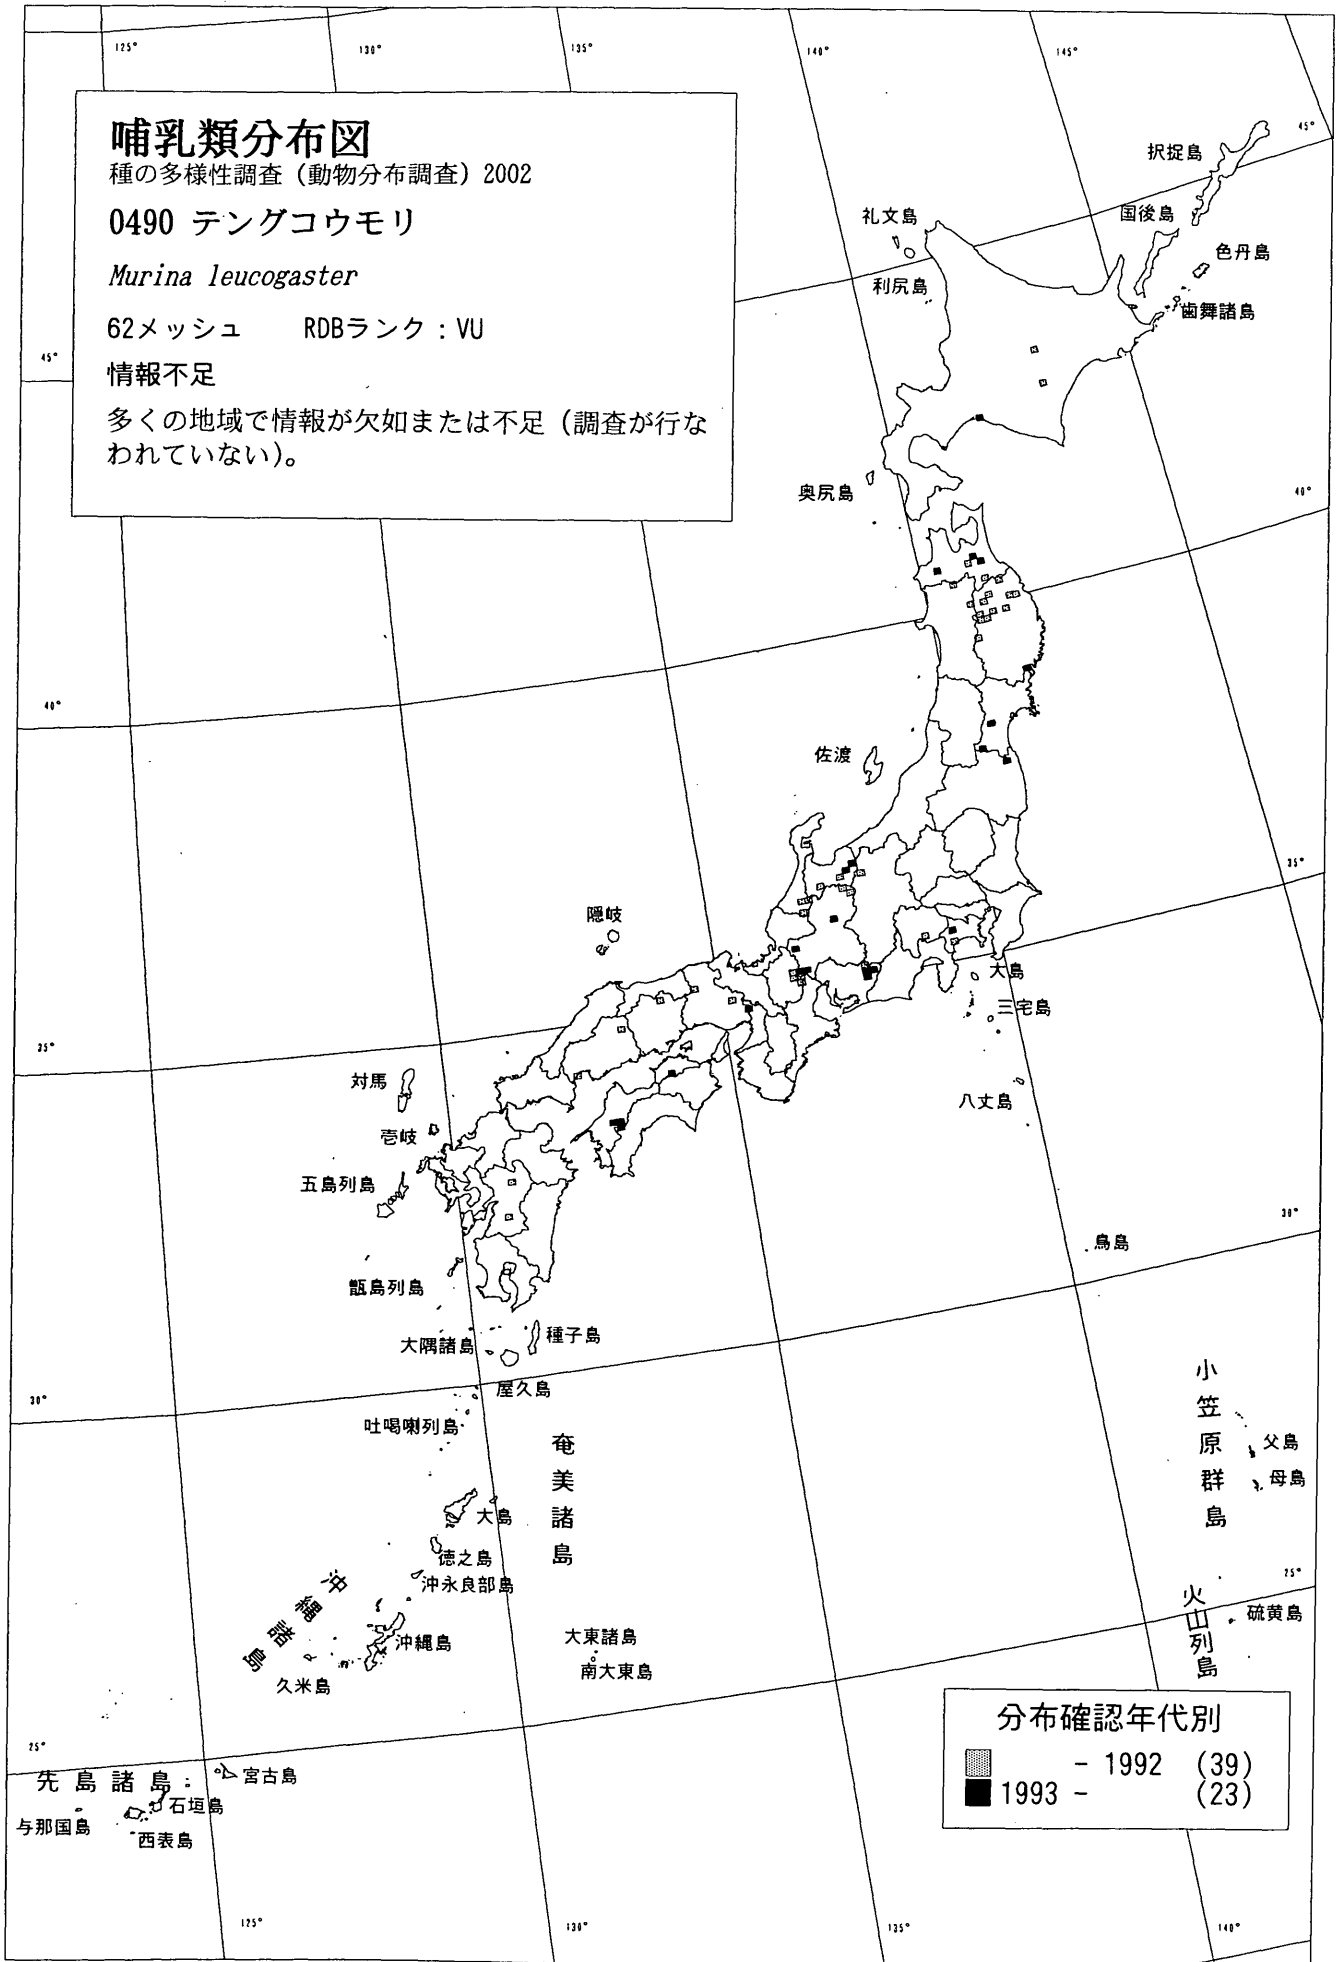 125°
130°
135°
140°
145°
哺乳類分布図
種の多様性調査（動物分布調査）2002
0490 テングコウモリ
Murina leucogaster
62メッシュ　RDBランク：VU
情報不足
多くの地域で情報が欠如または不足（調査が行な
われていない）。
45°
択捉島
国後島
礼文島
色丹島
利尻島
歯舞諸島
45°
奥尻島
40°
40°
佐渡
35°
隠岐
大島
三宅島
35°
対馬
八丈島
壱岐
五島列島
30°
鳥島
甑島列島
大隅諸島
種子島
屋久島
30°
吐喝喇列島
奄美諸島
小笠原群島
父島
母島
大島
徳之島
沖永良部島
沖縄諸島
25°
火山列島
硫黄島
沖縄島
大東諸島
南大東島
久米島
25°
先島諸島
宮古島
石垣島
与那国島
西表島
分布確認年代別
- 1992 (39)
1993 - (23)
125°
130°
135°
140°